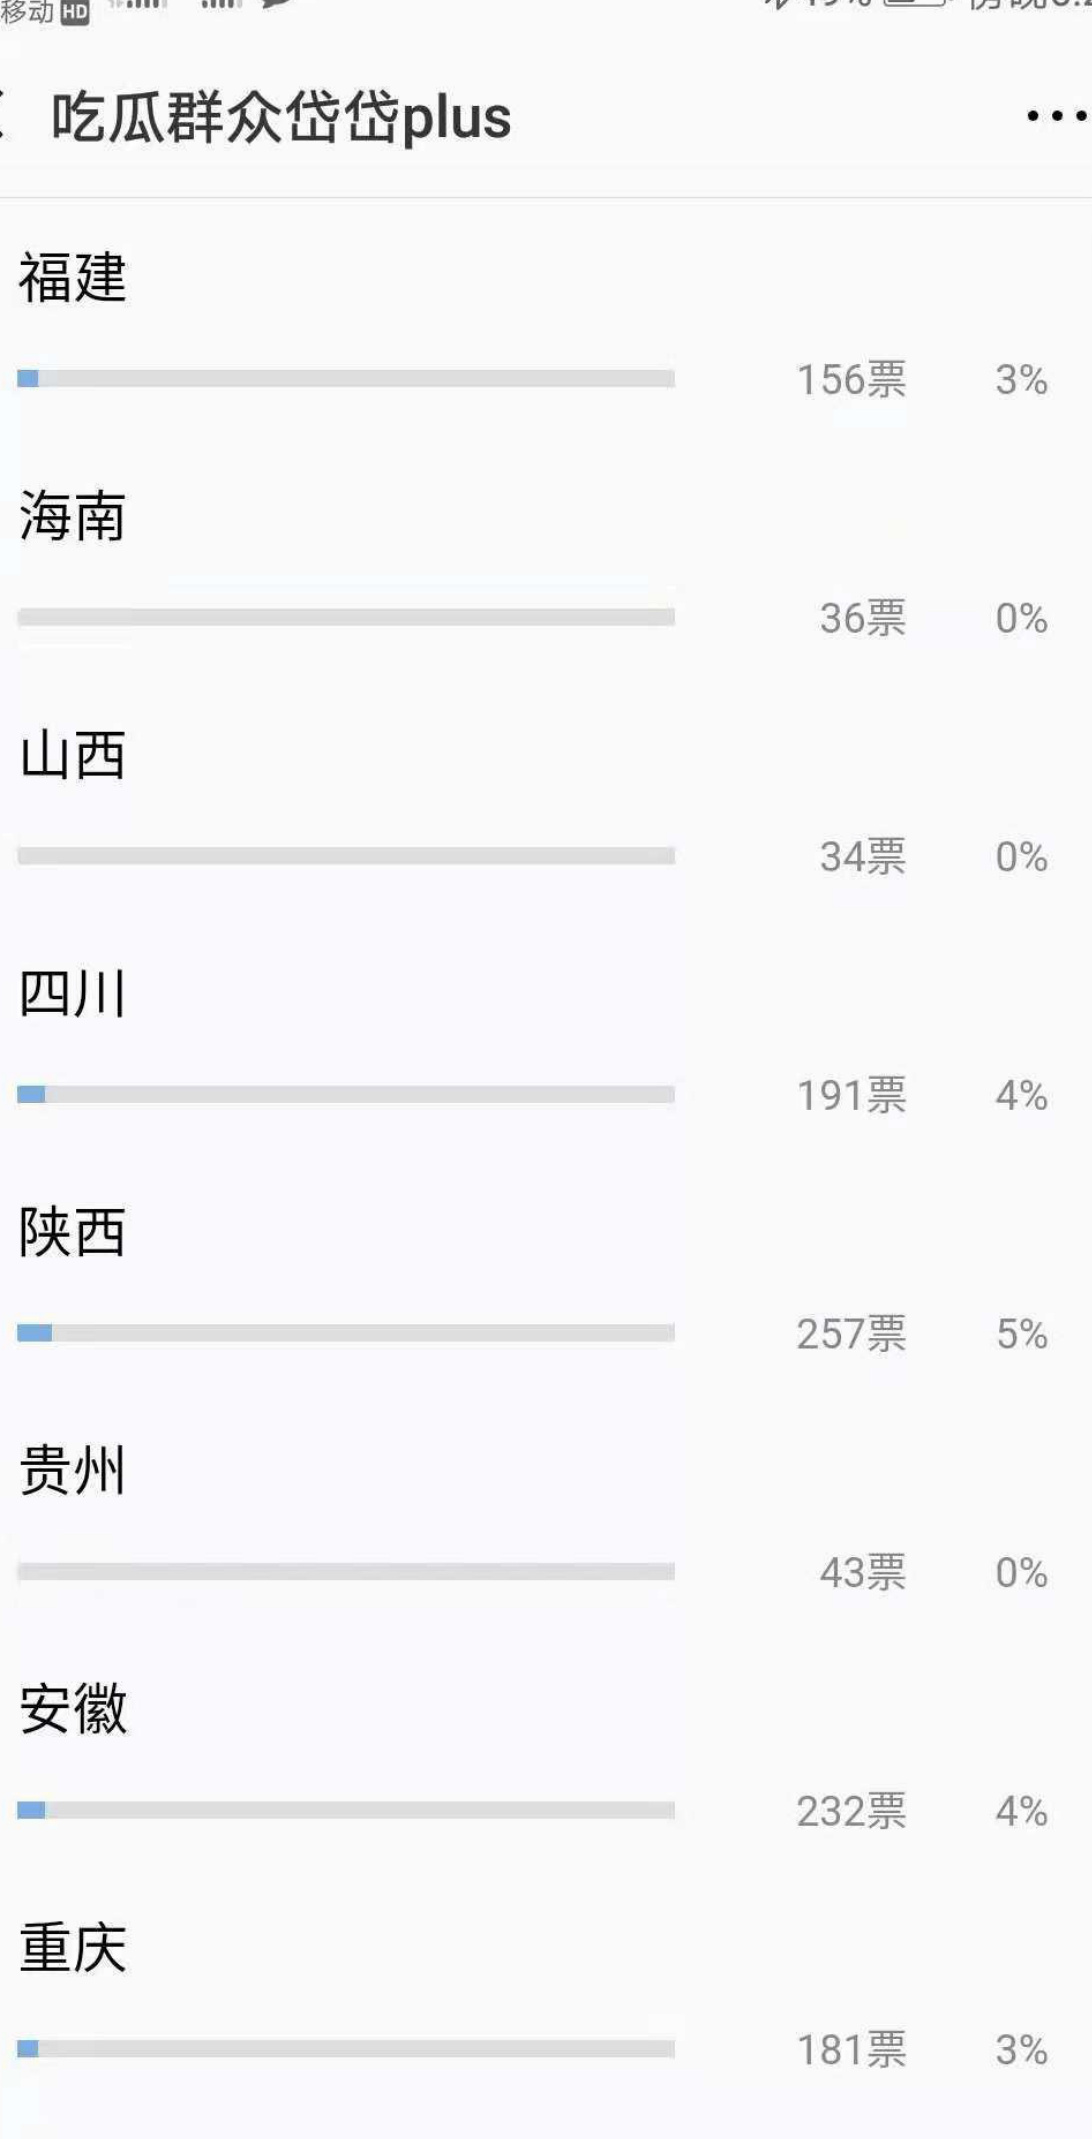 移动 HD
吃瓜群众岱岱plus
福建
156票 3%
海南
36票 0%
山西
34票 0%
四川
191票 4%
陕西
257票 5%
贵州
43票 0%
安徽
232票 4%
重庆
181票 3%